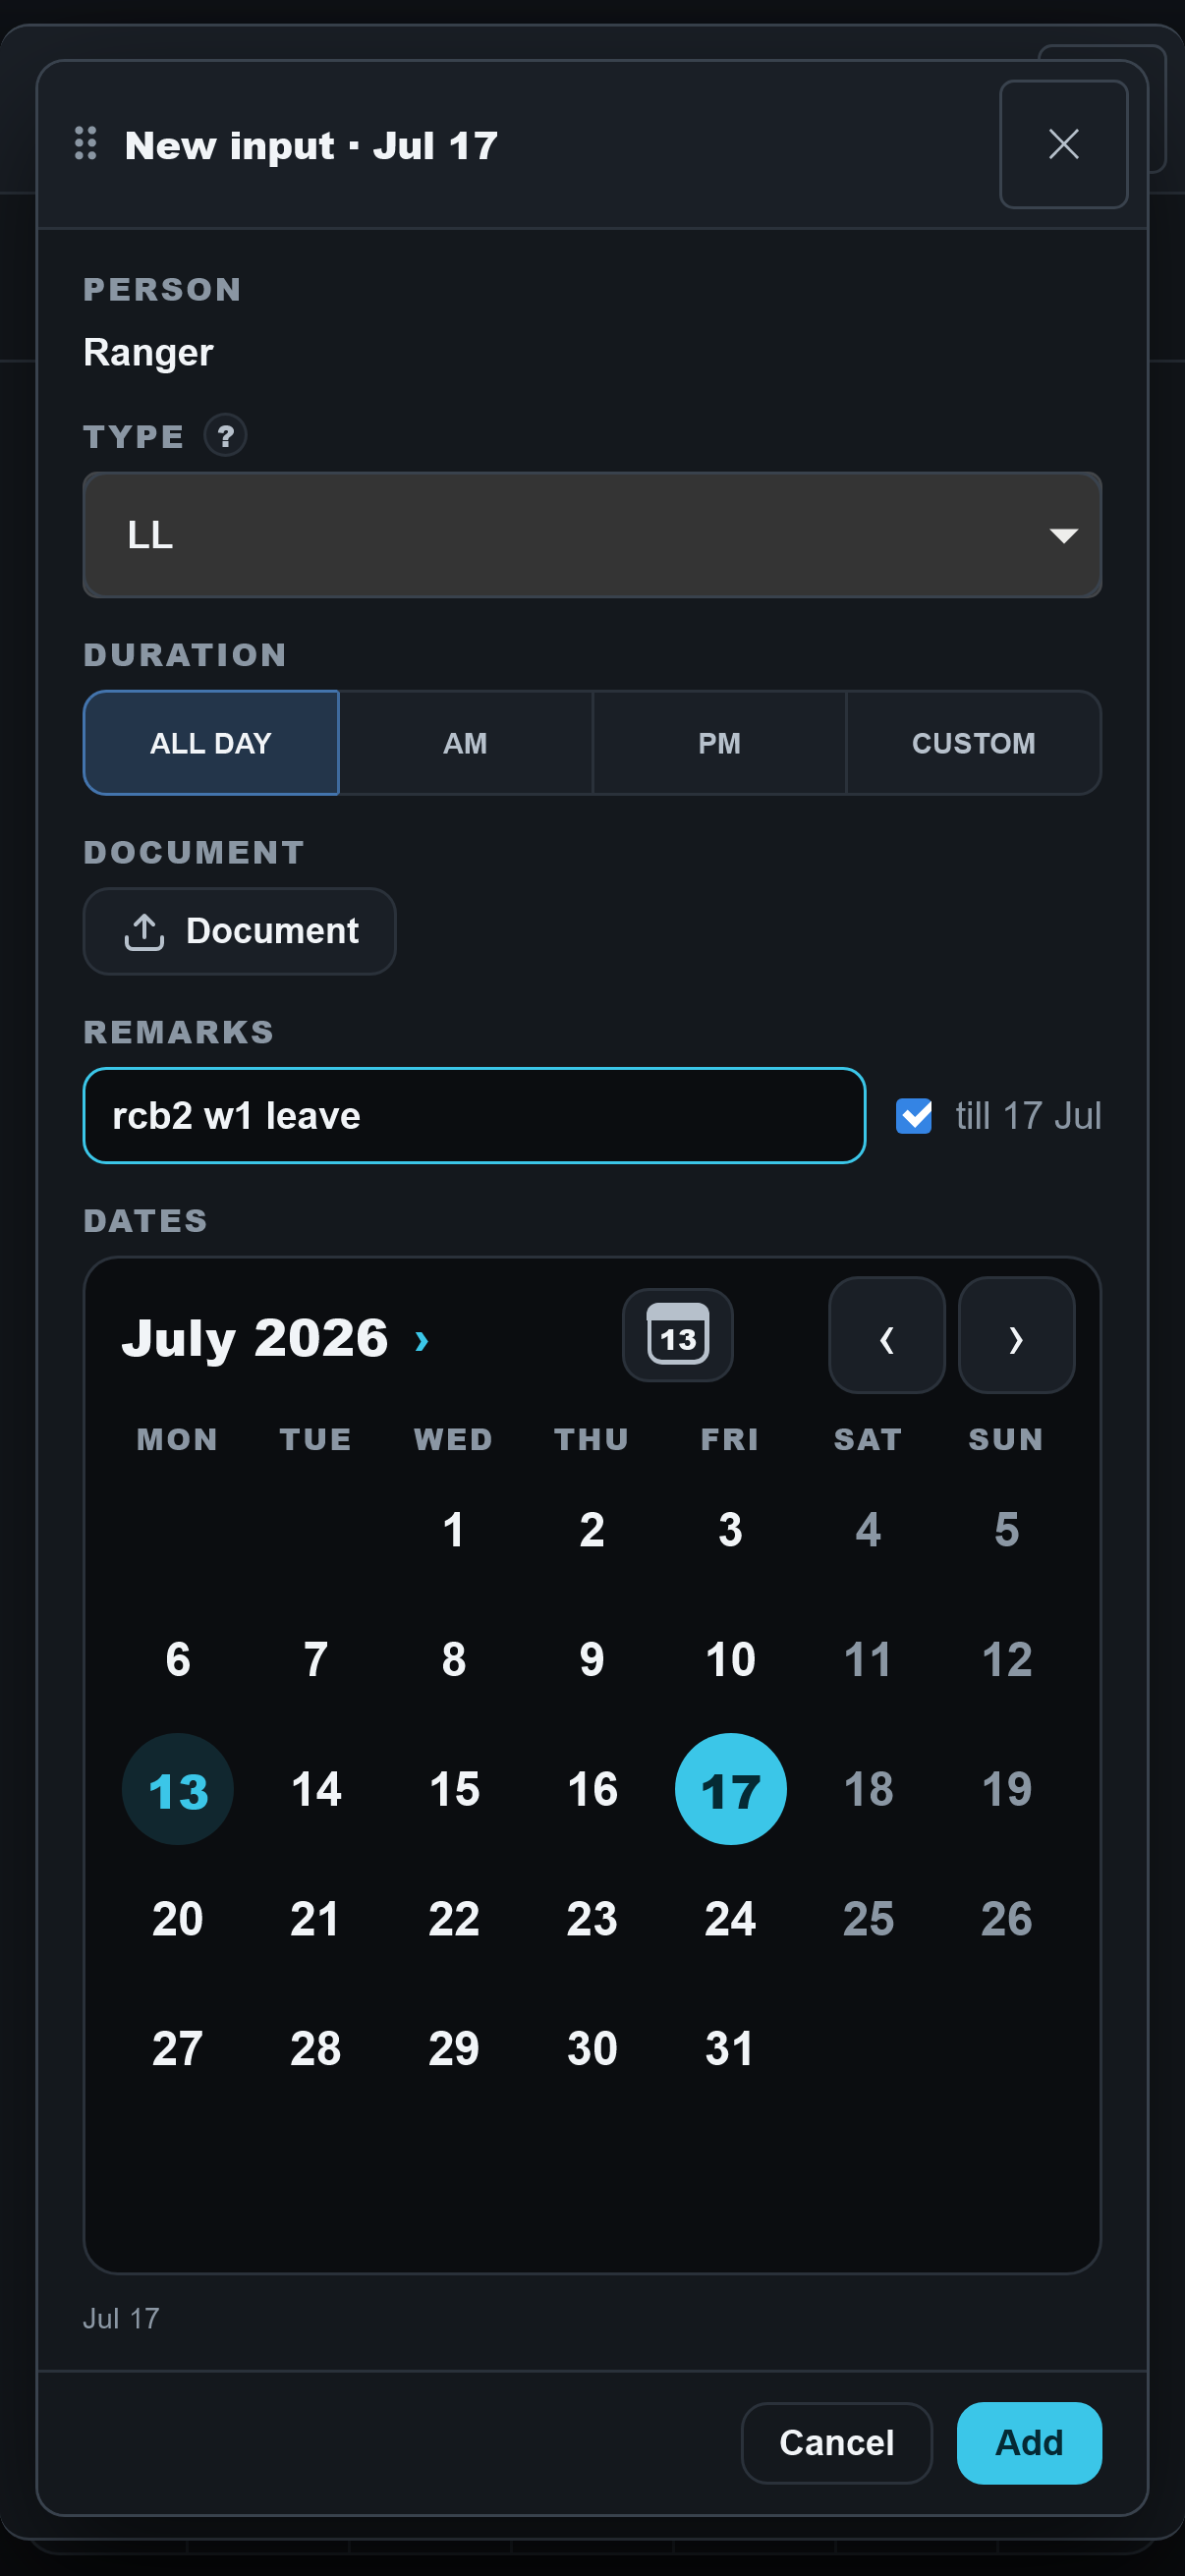 New input · Jul 17
PERSON
Ranger
TYPE ?
LL
DURATION
ALL DAY AM PM CUSTOM
DOCUMENT
Document
REMARKS
rcb2 w1 leave till 17 Jul
DATES
July 2026 › 13 ‹ ›
MON TUE WED THU FRI SAT SUN
1 2 3 4 5
6 7 8 9 10 11 12
13 14 15 16 17 18 19
20 21 22 23 24 25 26
27 28 29 30 31
Jul 17
Cancel Add